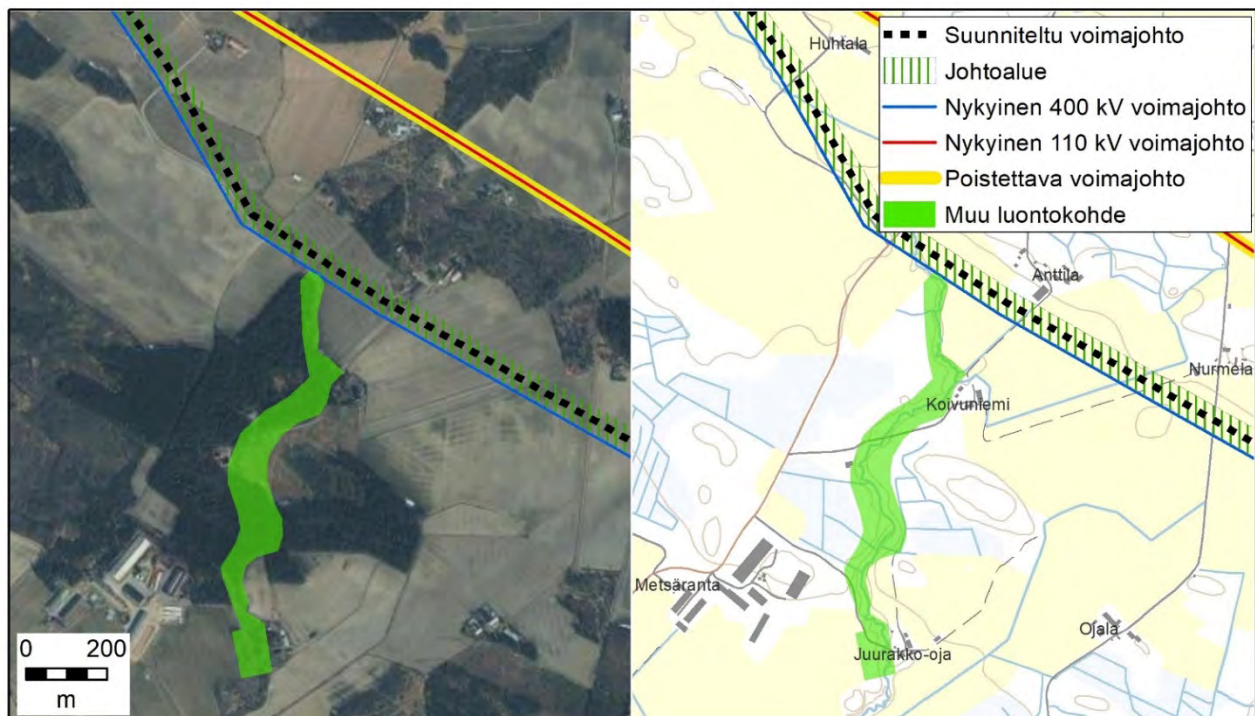 Suunniteltu voimajohto
Johtoalue
Nykyinen 400 kV voimajohto
Nykyinen 110 kV voimajohto
Poistettava voimajohto
Muu luontokohde
Huhtala
Anttila
Nurmela
Koivuniemi
Metsäranta
Ojala
Juurakko-oja
0 200
m